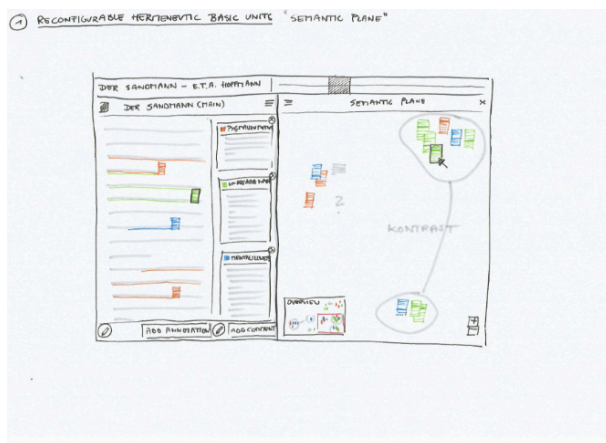 1 RECONFIGURABLE HERMENEUTIC BASIC UNITS "SEMANTIC PLANE"
DER SANDMANN - E.T.A. HOFFMANN
DER SANDMANN (MAIN)
SEMANTIC PLANE
x
?
KONTRAST
OVERVIEW
ADD ANNOTATION
ADD COMMENT
+